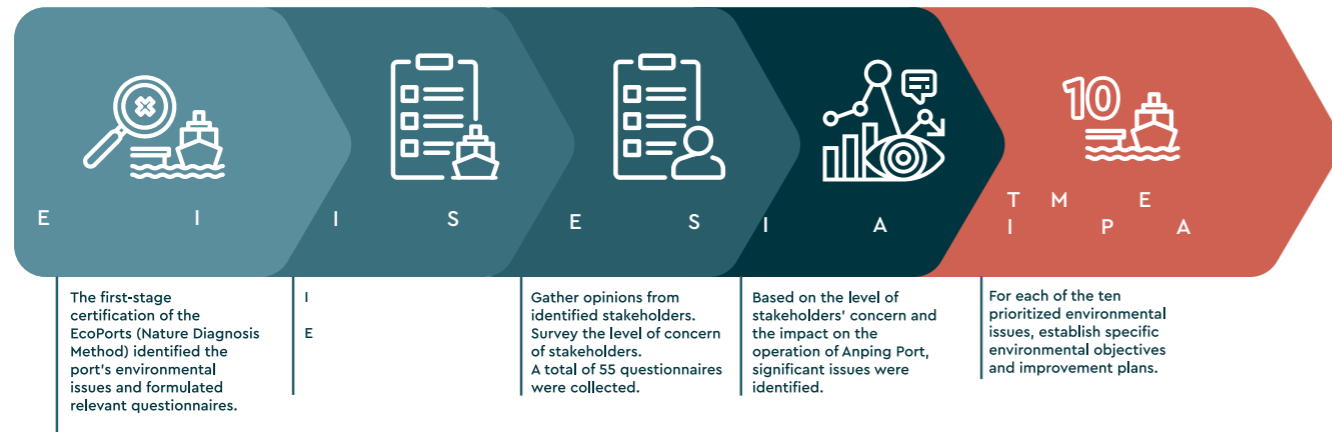 10
E I
I S
E S
I A
T M E
I P A
The first-stage
certification of the
EcoPorts (Nature Diagnosis
Method) identified the
port's environmental
issues and formulated
relevant questionnaires.
I
E
Gather opinions from
identified stakeholders.
Survey the level of concern
of stakeholders.
A total of 55 questionnaires
were collected.
Based on the level of
stakeholders' concern and
the impact on the
operation of Anping Port,
significant issues were
identified.
For each of the ten
prioritized environmental
issues, establish specific
environmental objectives
and improvement plans.